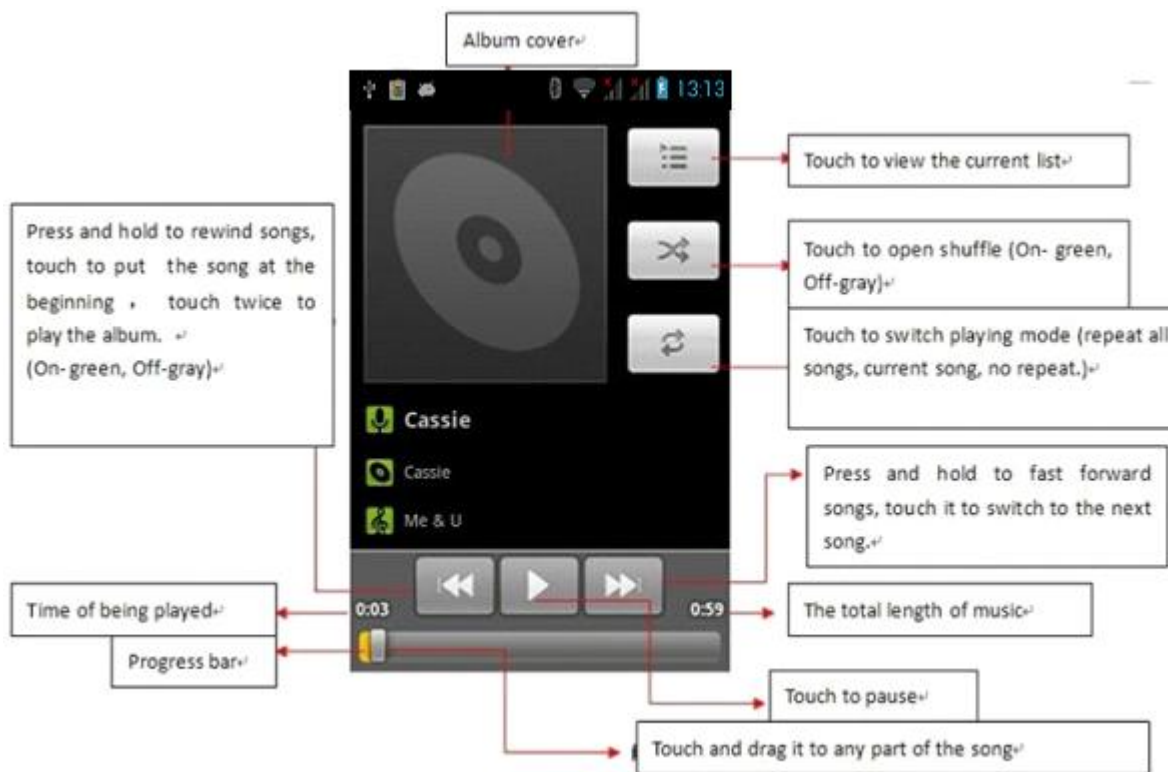 Album cover
13:13
Touch to view the current list
Press and hold to rewind songs,
touch to put the song at the
beginning , touch twice to
play the album.
(On- green, Off-gray)
Touch to open shuffle (On- green,
Off-gray)
Touch to switch playing mode (repeat all
songs, current song, no repeat.)
Cassie
Cassie
Me & U
Press and hold to fast forward
songs, touch it to switch to the next
song.
Time of being played
0:03
0:59
The total length of music
Progress bar
Touch to pause
Touch and drag it to any part of the song